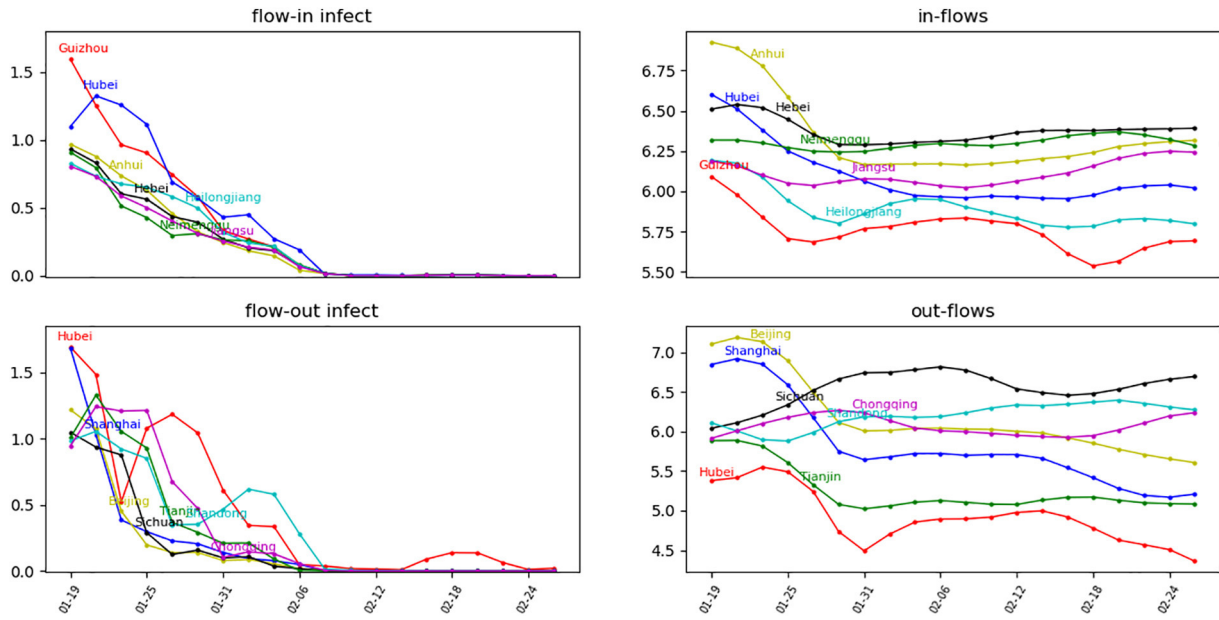 flow-in infect
1.5
1.0
0.5
0.0
Guizhou
Hubei
Anhui
Hebei
Heilongjiang
Neimenggu
Jiangsu
in-flows
6.75
6.50
6.25
6.00
5.75
5.50
Anhui
Hubei
Hebei
Neimenggu
Jiangsu
Guizhou
Heilongjiang
flow-out infect
1.5
1.0
0.5
0.0
Hubei
Shanghai
Beijing
Tianjin
Shandong
Sichuan
Chongqing
01-19
01-25
01-31
02-06
02-12
02-18
02-24
out-flows
7.0
6.5
6.0
5.5
5.0
4.5
Beijing
Shanghai
Sichuan
Chongqing
Shandong
Hubei
Tianjin
01-19
01-25
01-31
02-06
02-12
02-18
02-24